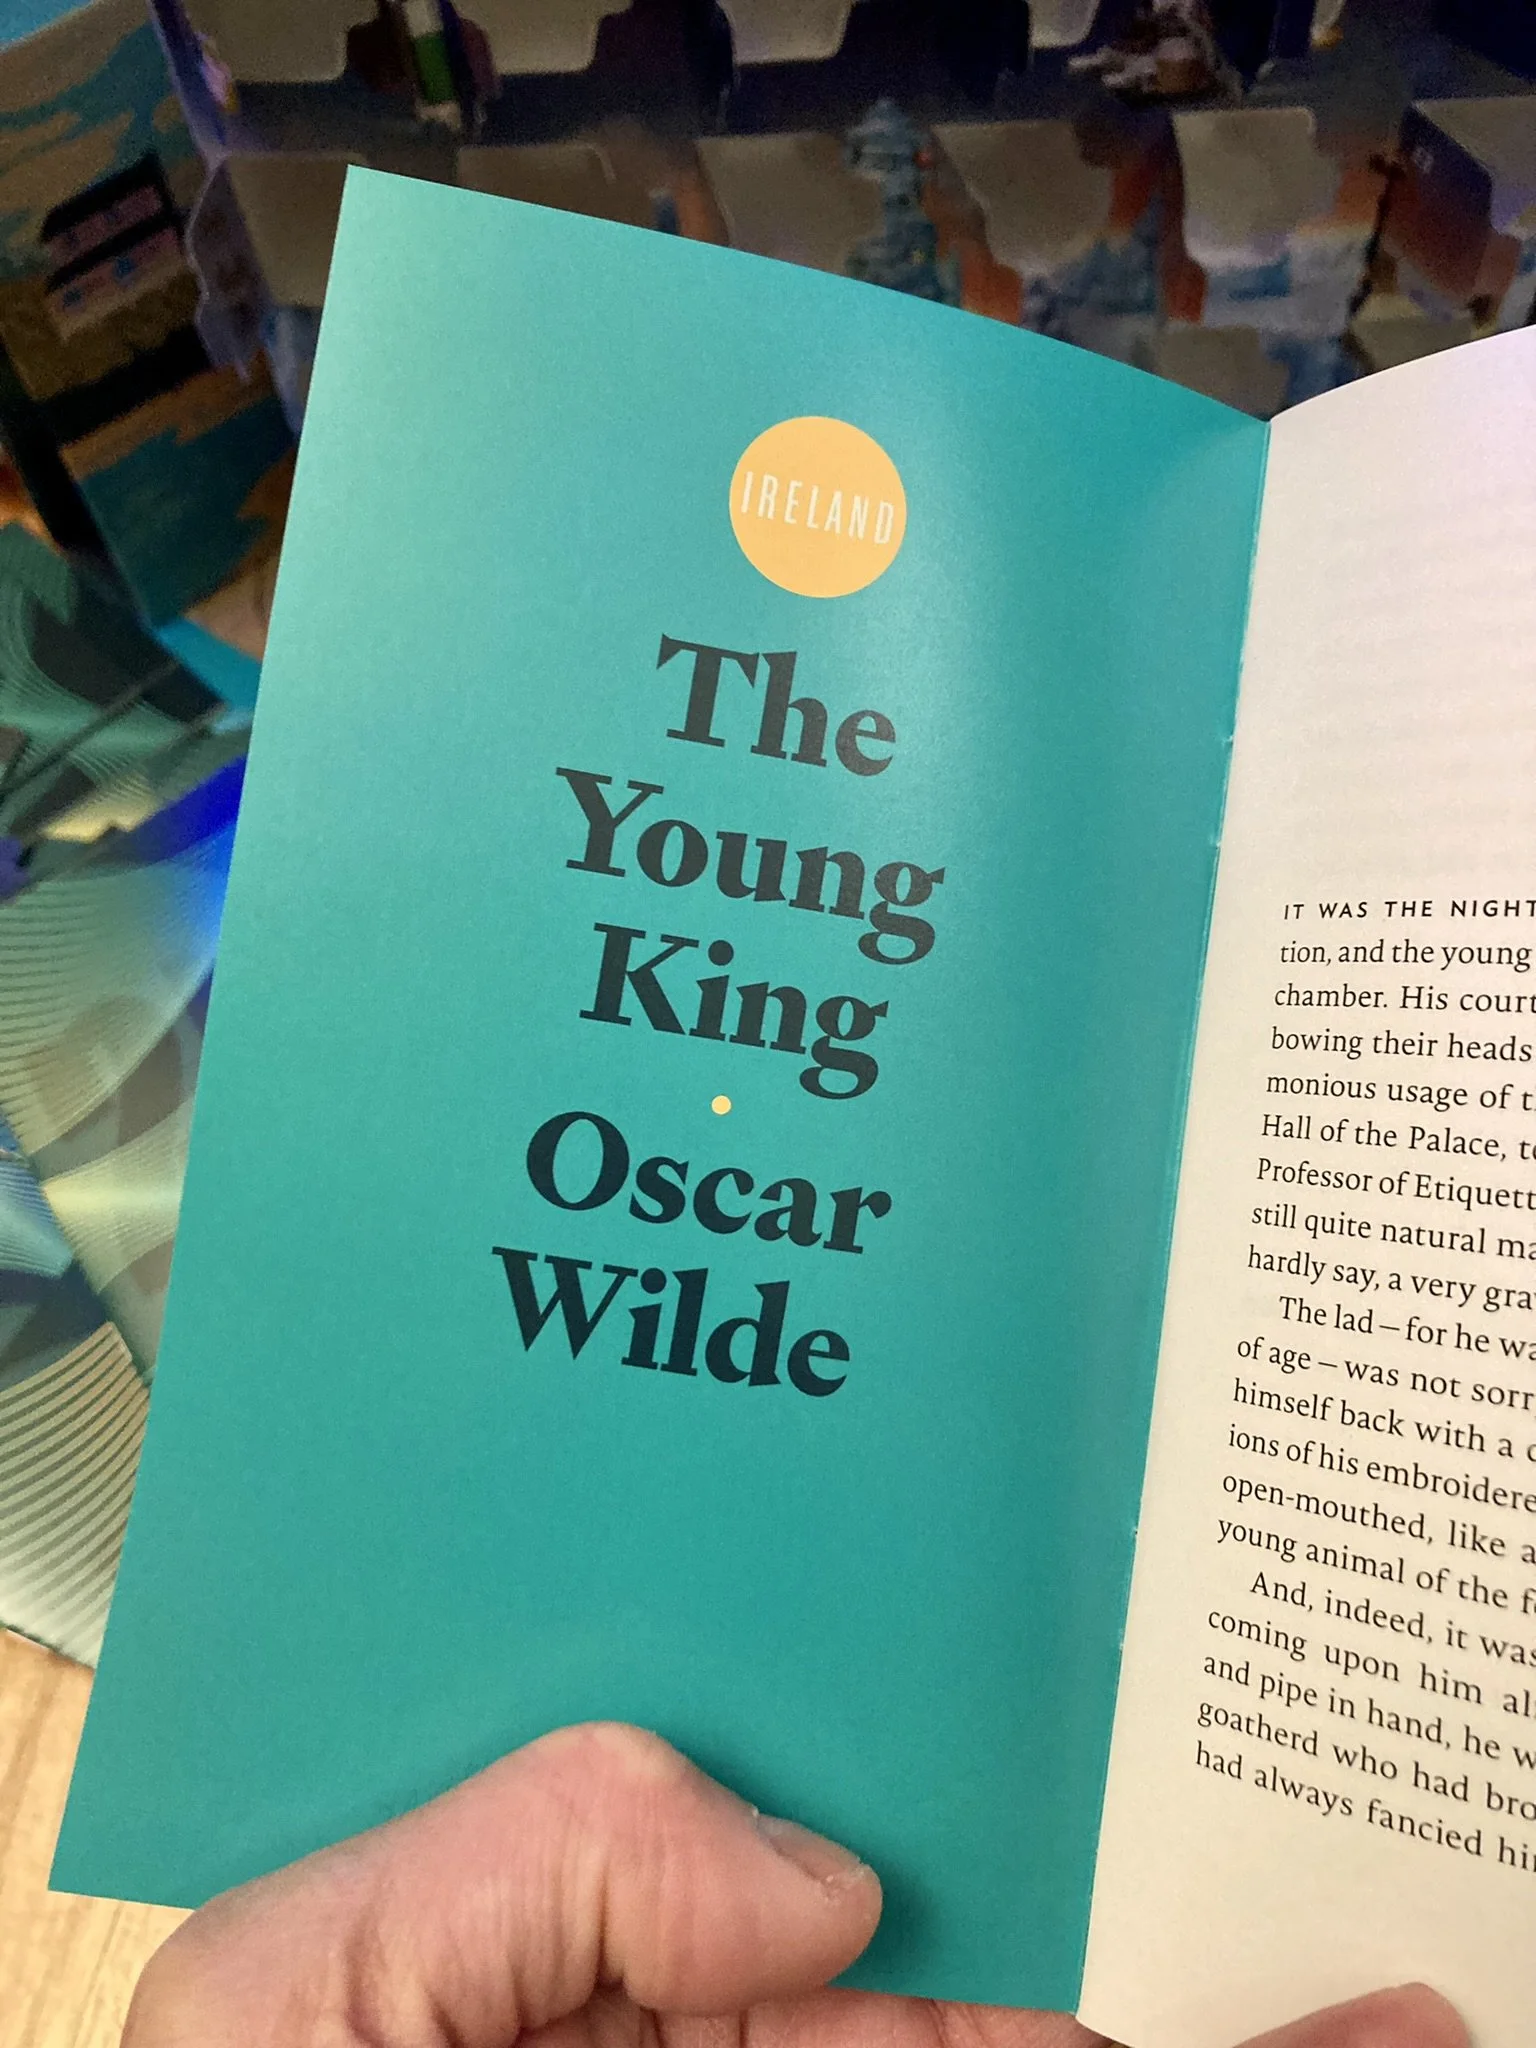 IRELAND
The
Young
King
Oscar
Wilde
IT WAS THE NIGHT
tion, and the young
chamber. His court
bowing their heads
monious usage of
Hall of the Palace,
Professor of Etiquett
still quite natural
hardly say, a very
The lad – for he
of age – was not
himself back with a
ions of his embroidere
open-mouthed, like a
young animal of the
And, indeed, it was
coming upon him
and pipe in hand, he
goatherd who had
had always fancied